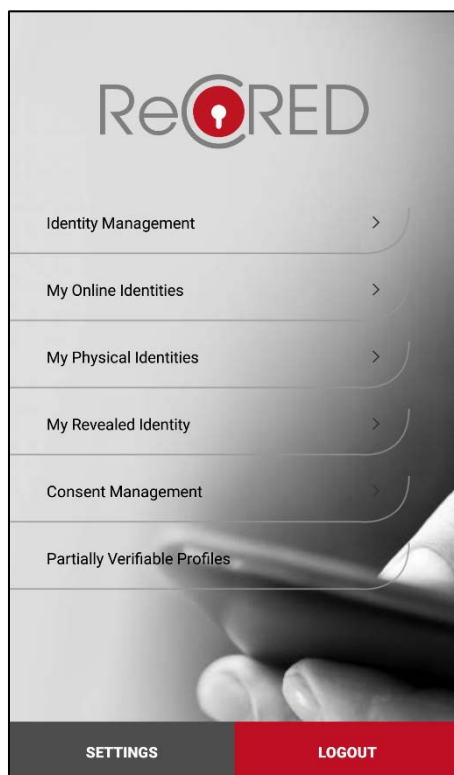 ReCRED
Identity Management
My Online Identities
My Physical Identities
My Revealed Identity
Consent Management
Partially Verifiable Profiles
SETTINGS
LOGOUT